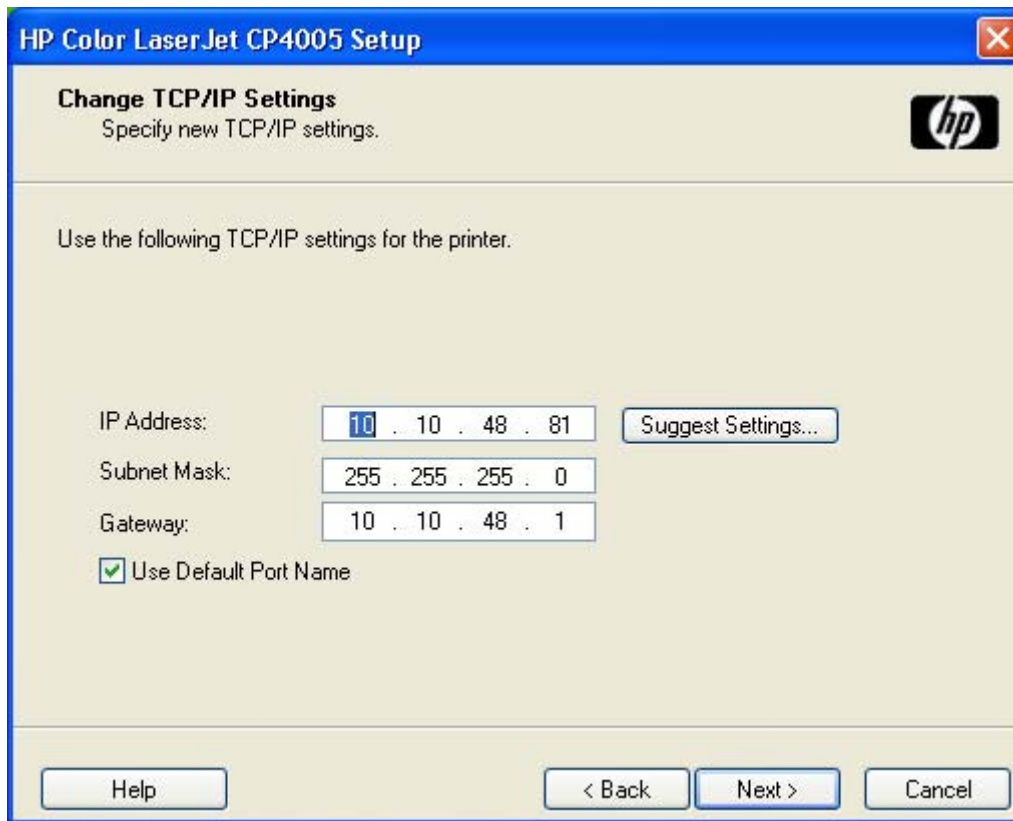 HP Color LaserJet CP4005 Setup
Change TCP/IP Settings
Specify new TCP/IP settings.
hp
Use the following TCP/IP settings for the printer.
IP Address: 10 . 10 . 48 . 81 Suggest Settings...
Subnet Mask: 255 . 255 . 255 . 0
Gateway: 10 . 10 . 48 . 1
Use Default Port Name
Help < Back Next > Cancel